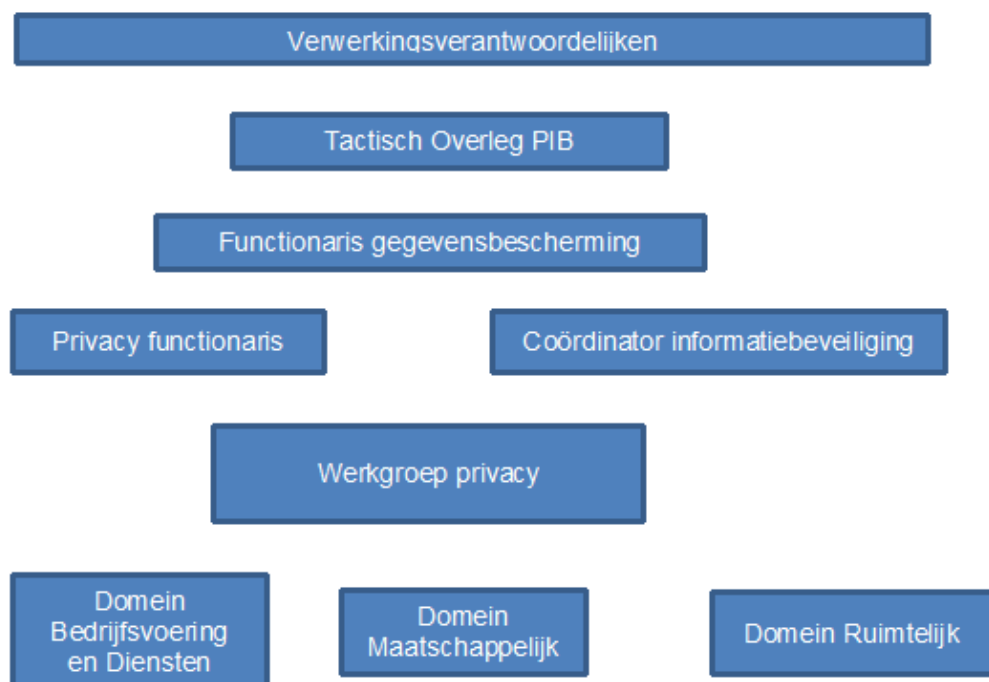 Verwerkingsverantwoordelijken
Tactisch Overleg PIB
Functionaris gegevensbescherming
Privacy functionaris
Coördinator informatiebeveiliging
Werkgroep privacy
Domein
Bedrijfsvoering
en Diensten
Domein
Maatschappelijk
Domein Ruimtelijk